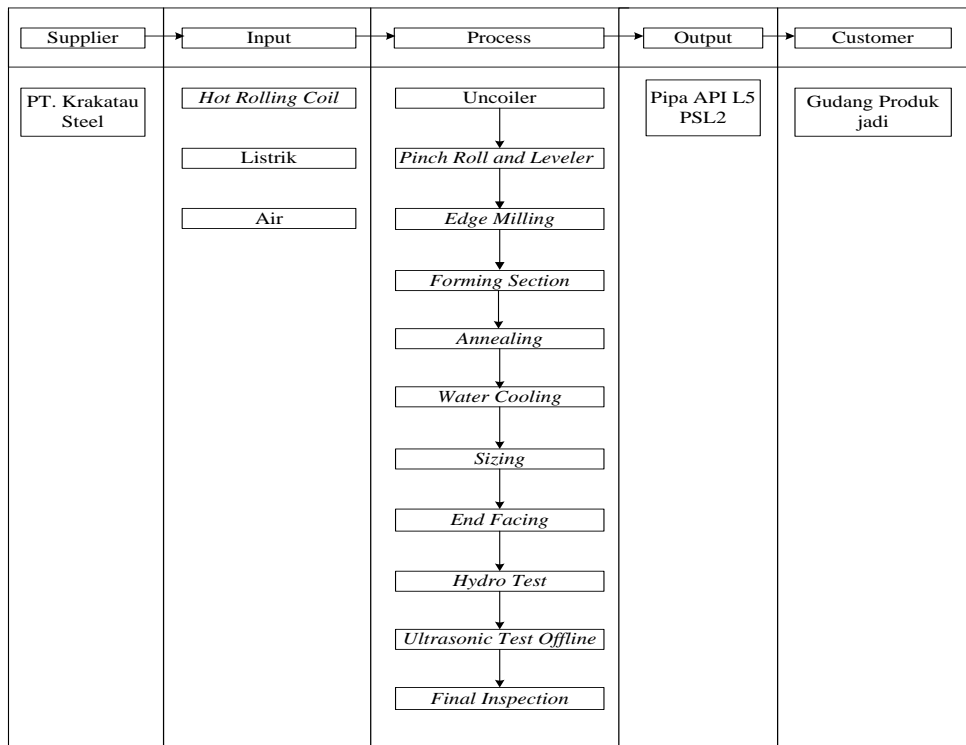 Supplier
Input
Process
Output
Customer
PT. Krakatau
Steel
Hot Rolling Coil
Listrik
Air
Uncoiler
Pinch Roll and Leveler
Edge Milling
Forming Section
Annealing
Water Cooling
Sizing
End Facing
Hydro Test
Ultrasonic Test Offline
Final Inspection
Pipa API L5
PSL2
Gudang Produk
jadi